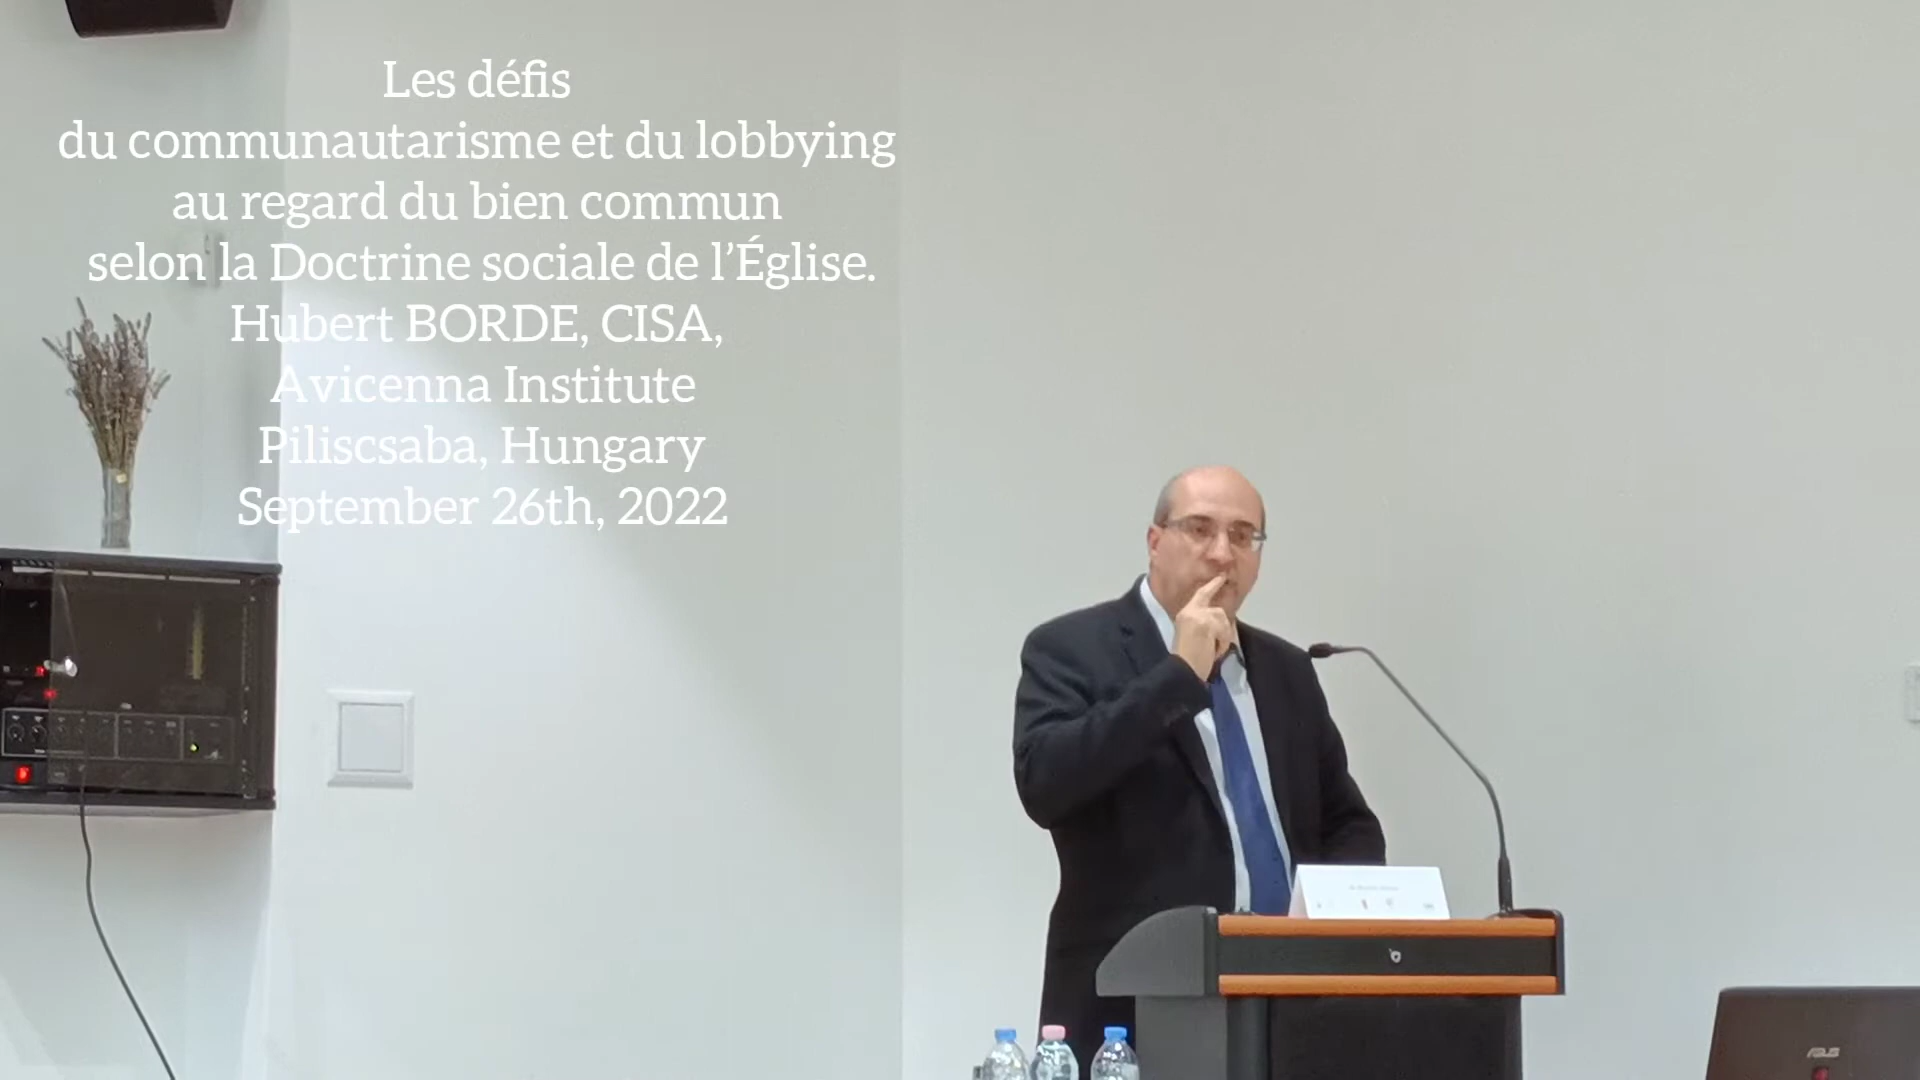 Les défis
du communautarisme et du lobbying
au regard du bien commun
selon la Doctrine sociale de l’Église.
Hubert BORDE, CISA,
Avicenna Institute
Piliscsaba, Hungary
September 26th, 2022
ASUS